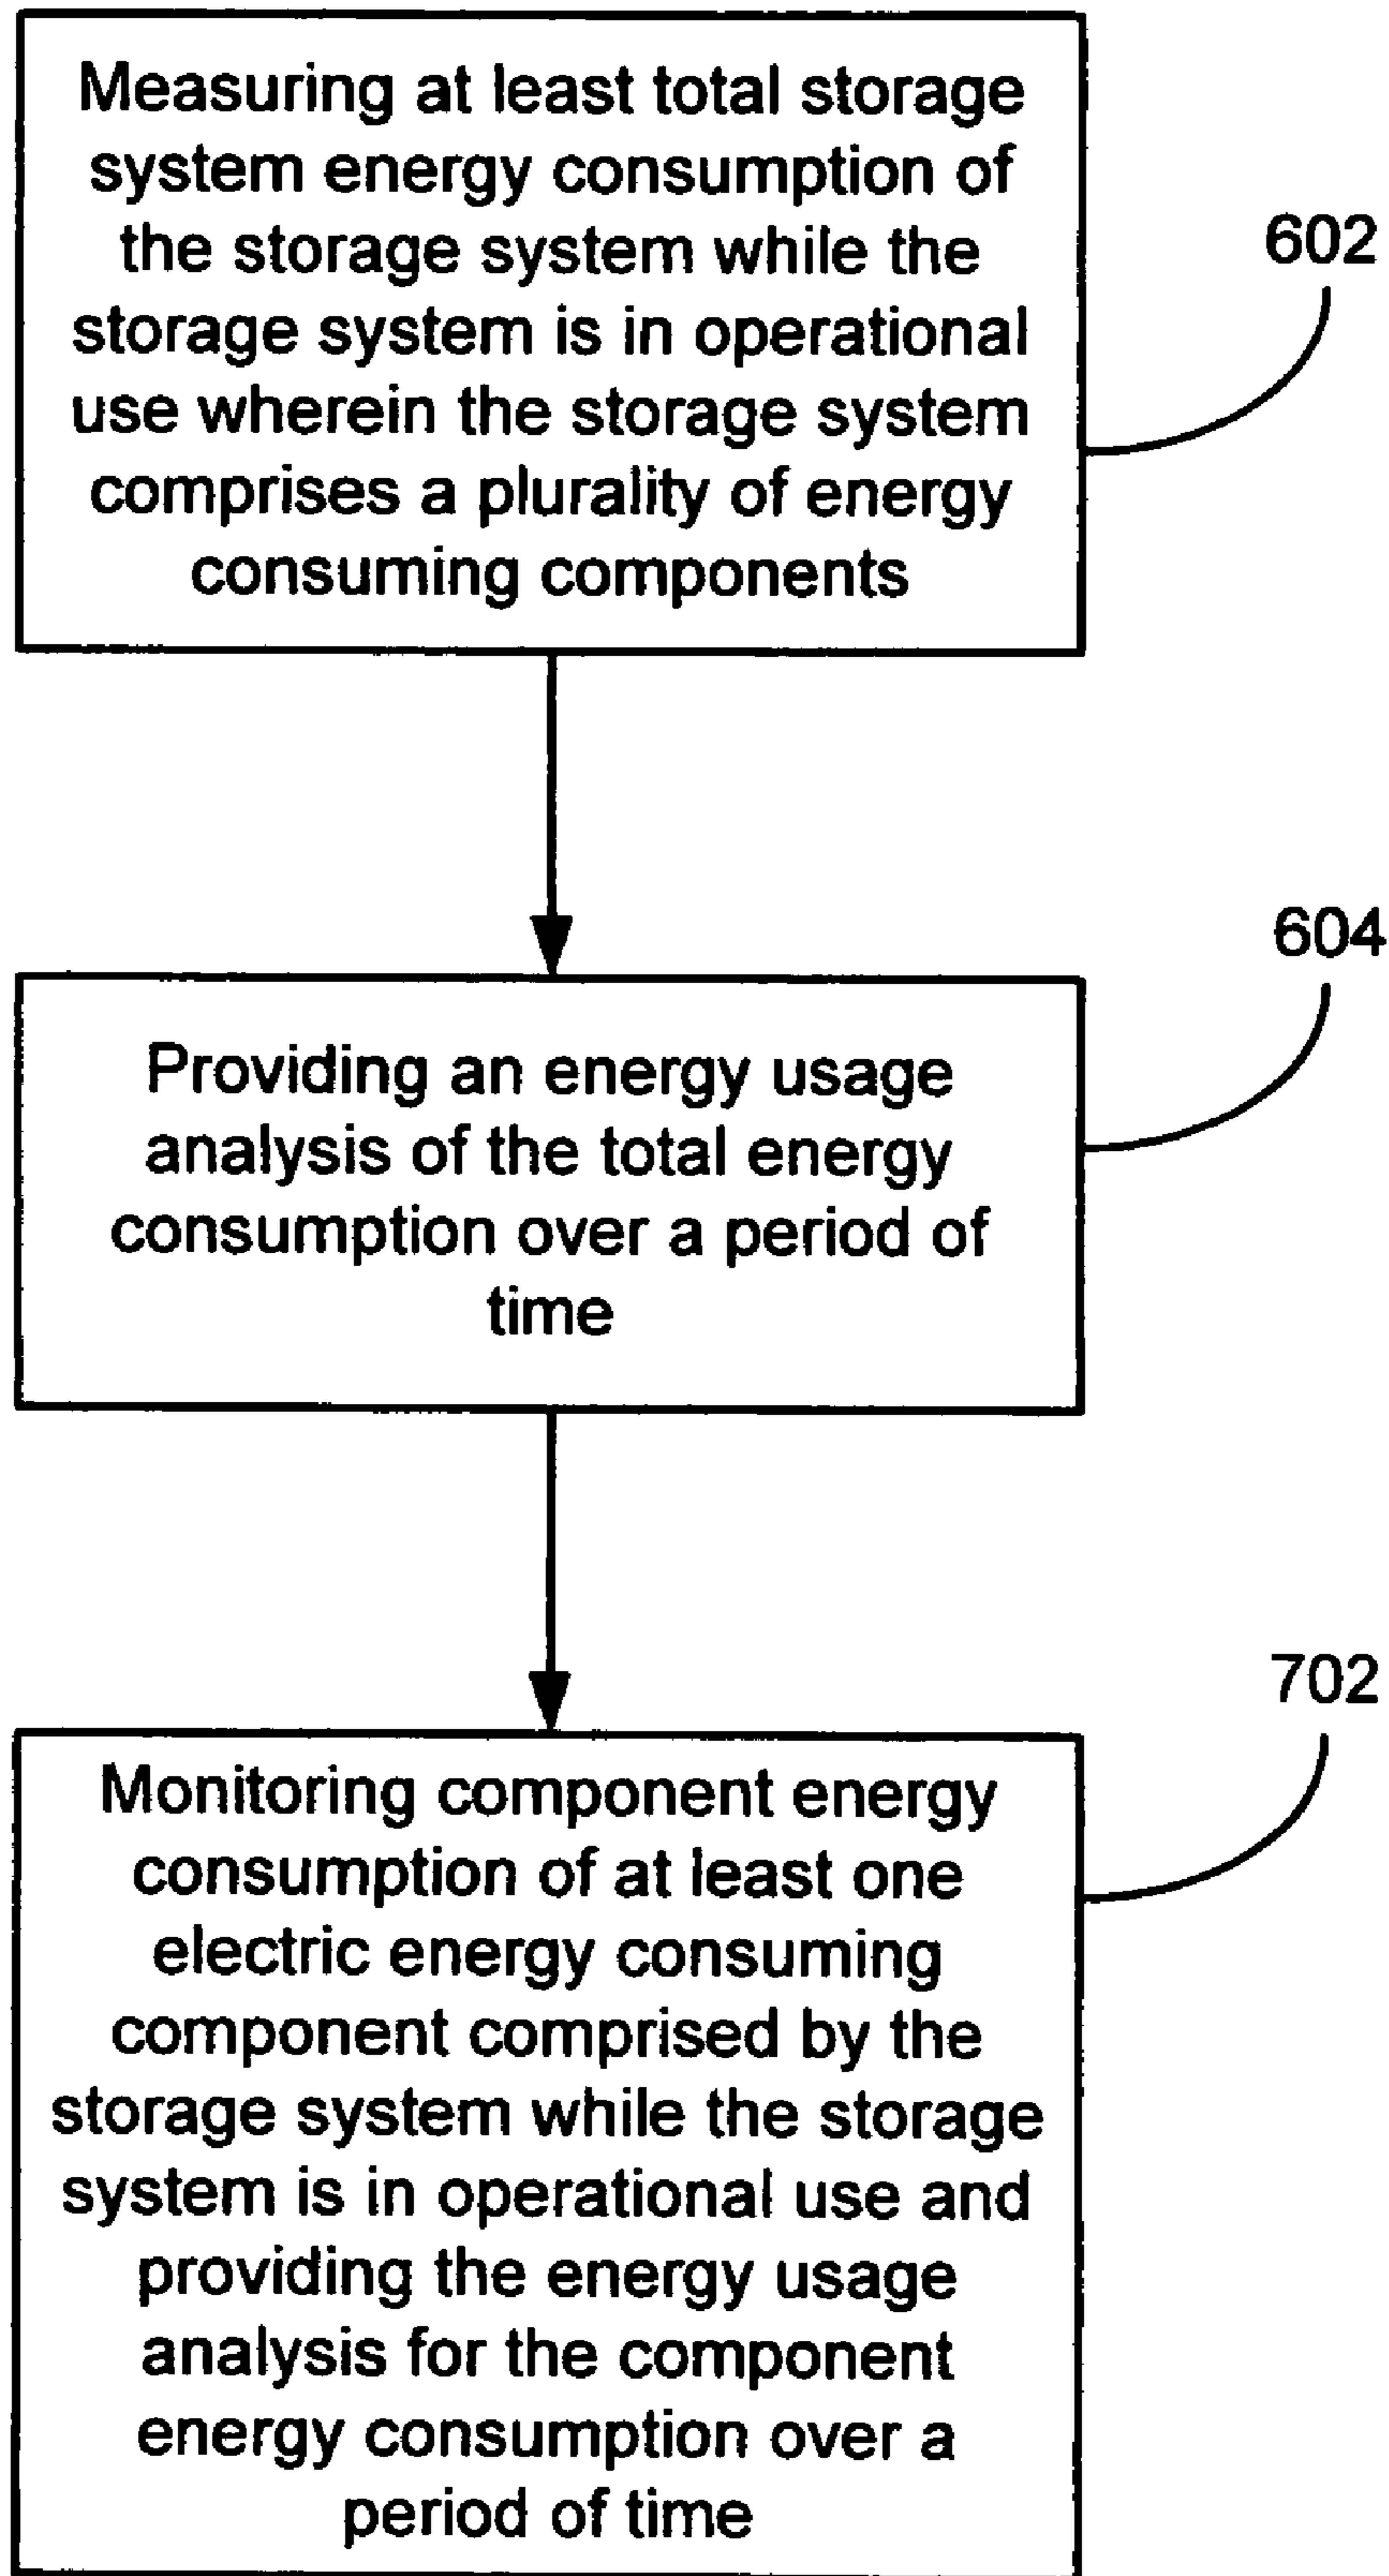 Measuring at least total storage
system energy consumption of
the storage system while the
storage system is in operational
use wherein the storage system
comprises a plurality of energy
consuming components
602
Providing an energy usage
analysis of the total energy
consumption over a period of
time
604
Monitoring component energy
consumption of at least one
electric energy consuming
component comprised by the
storage system while the storage
system is in operational use and
providing the energy usage
analysis for the component
energy consumption over a
period of time
702